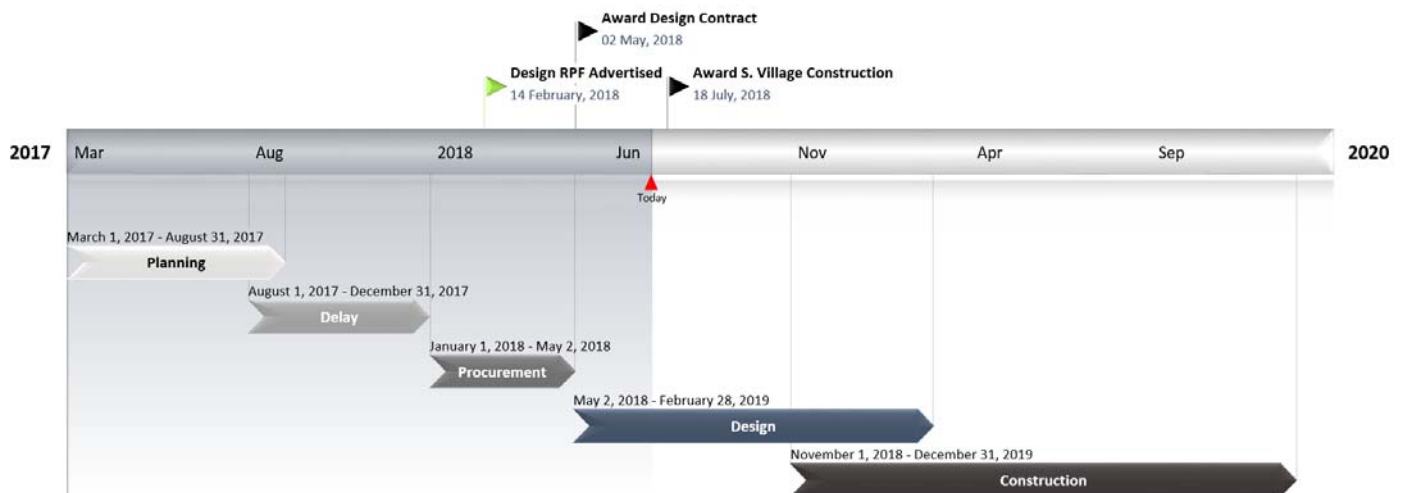 Award Design Contract
02 May, 2018
Design RPF Advertised
14 February, 2018
Award S. Village Construction
18 July, 2018
2017 Mar Aug 2018 Jun Nov Apr Sep 2020
Today
March 1, 2017 - August 31, 2017
Planning
August 1, 2017 - December 31, 2017
Delay
January 1, 2018 - May 2, 2018
Procurement
May 2, 2018 - February 28, 2019
Design
November 1, 2018 - December 31, 2019
Construction